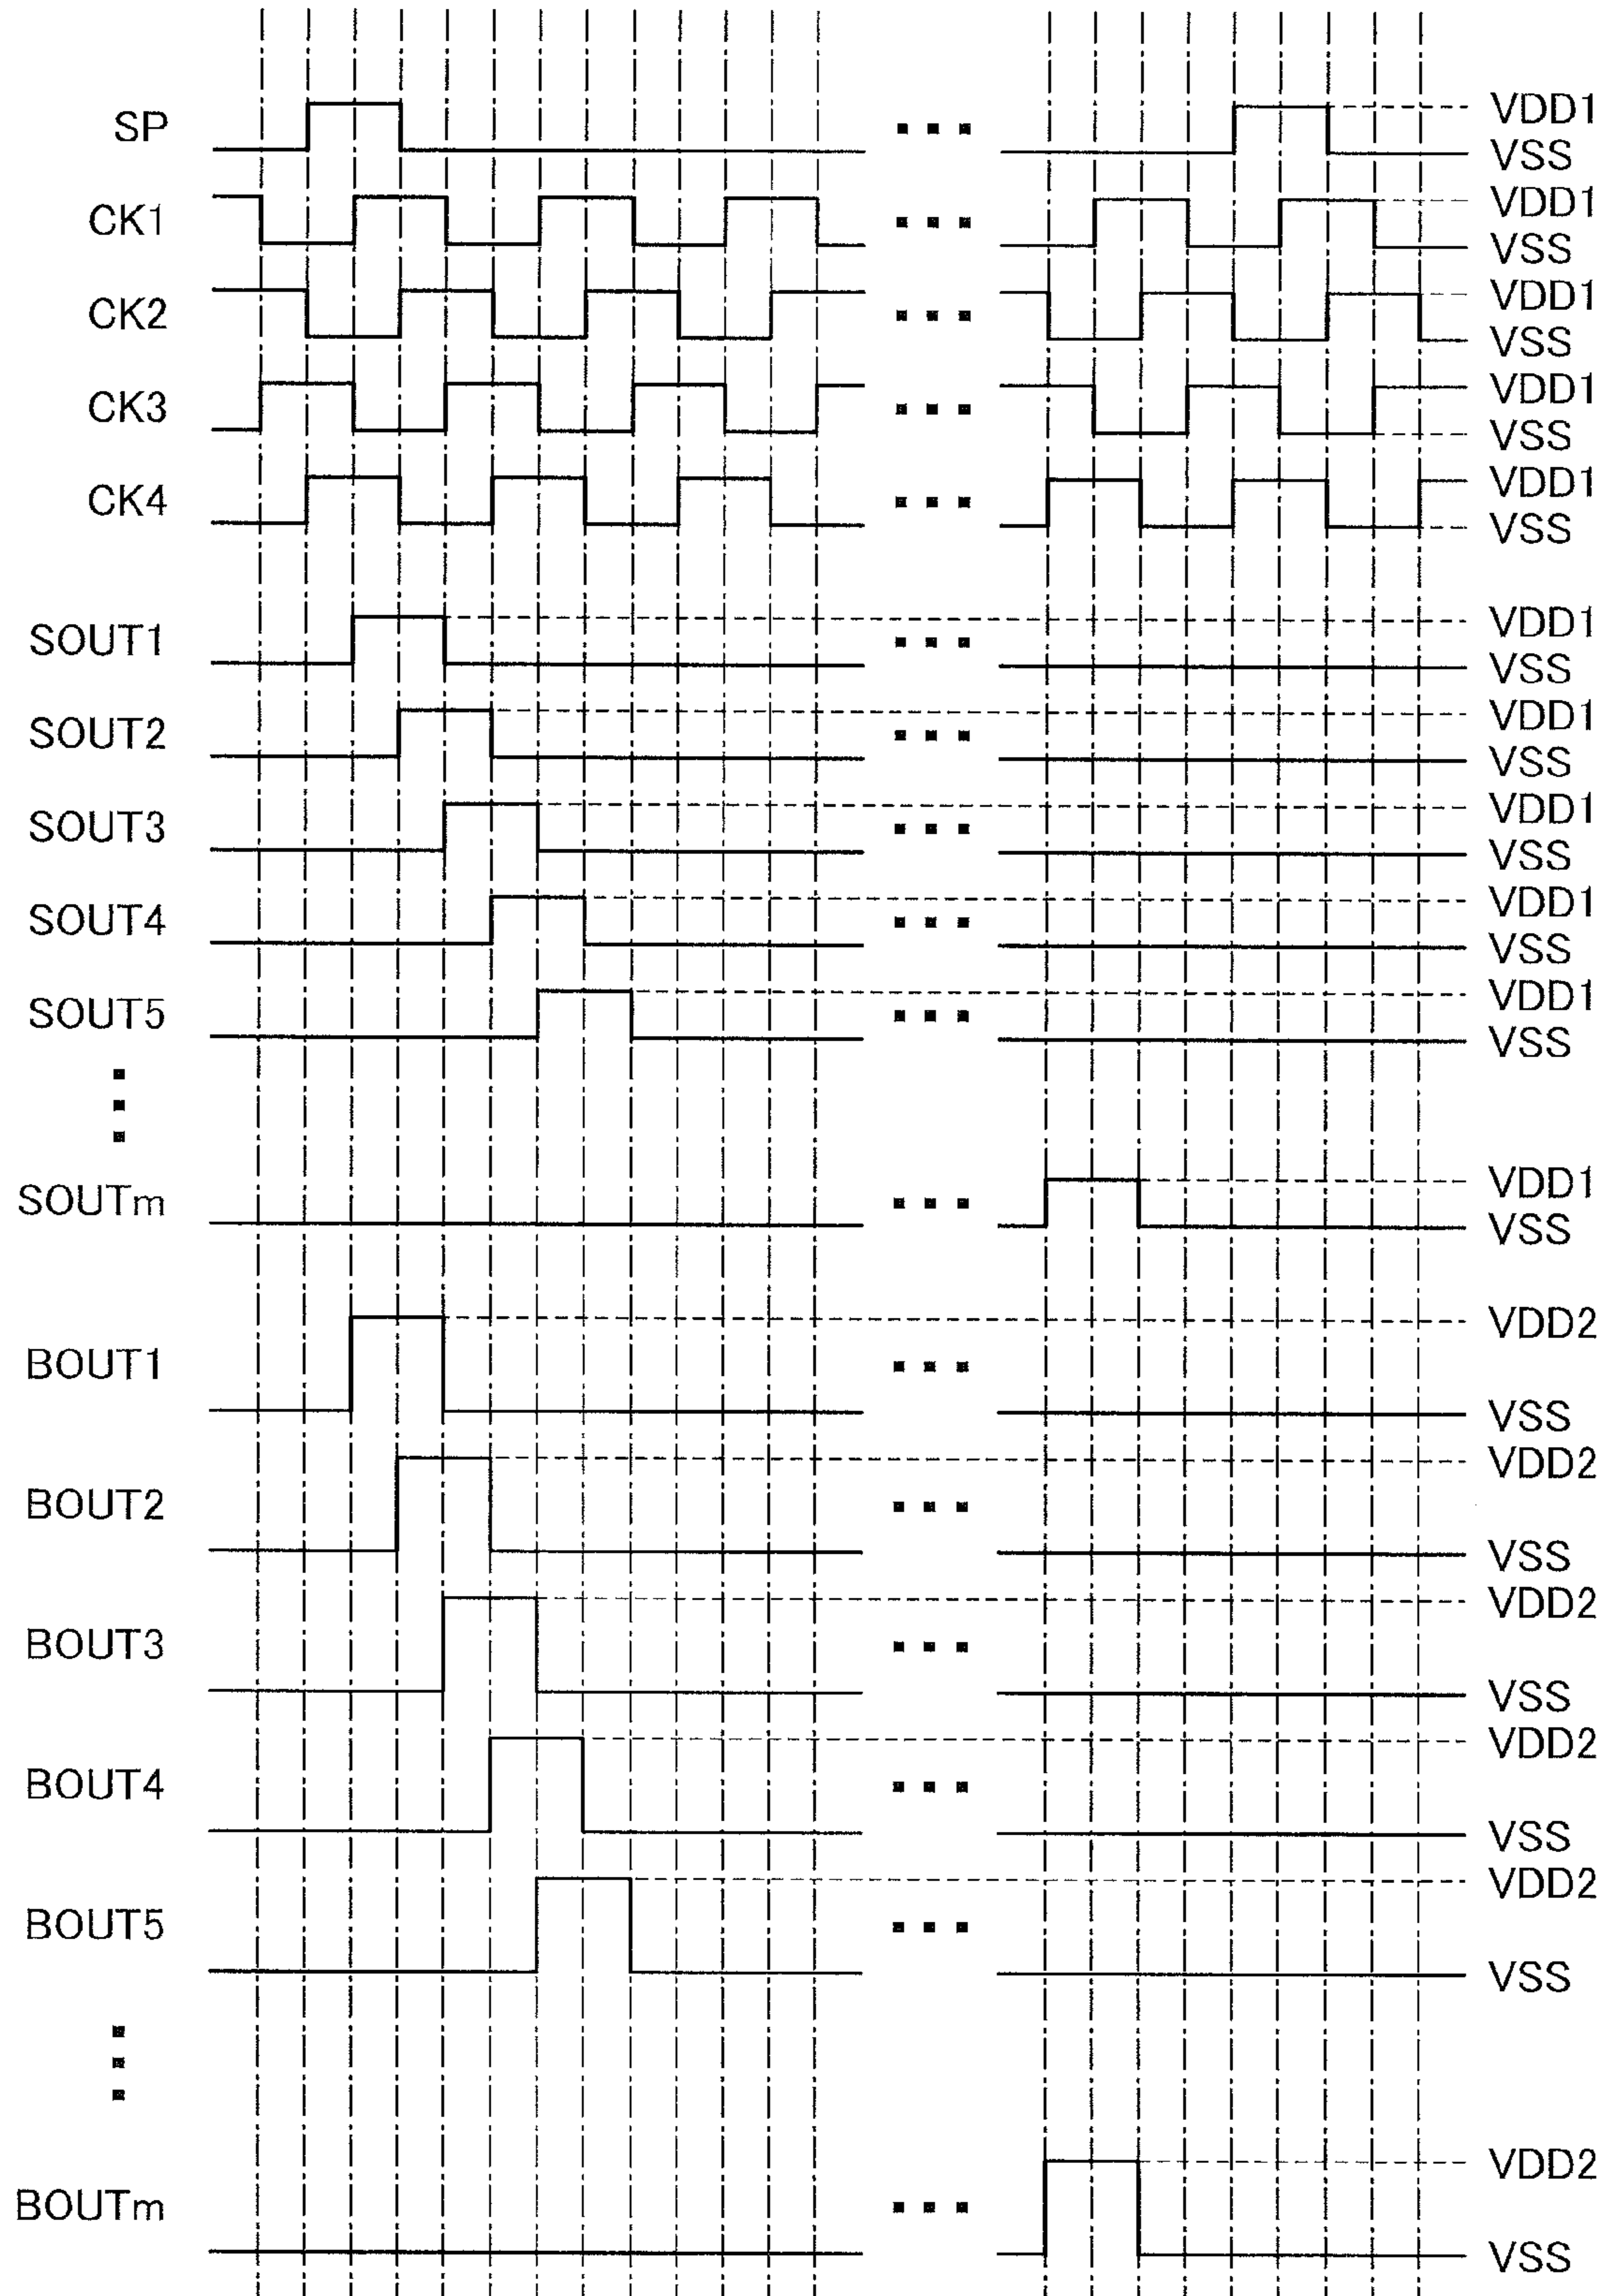 SP
VDD1
VSS
CK1
VDD1
VSS
CK2
VDD1
VSS
CK3
VDD1
VSS
CK4
VDD1
VSS
SOUT1
VDD1
VSS
SOUT2
VDD1
VSS
SOUT3
VDD1
VSS
SOUT4
VDD1
VSS
SOUT5
VDD1
VSS
SOUTm
VDD1
VSS
BOUT1
VDD2
VSS
BOUT2
VDD2
VSS
BOUT3
VDD2
VSS
BOUT4
VDD2
VSS
BOUT5
VDD2
VSS
BOUTm
VDD2
VSS